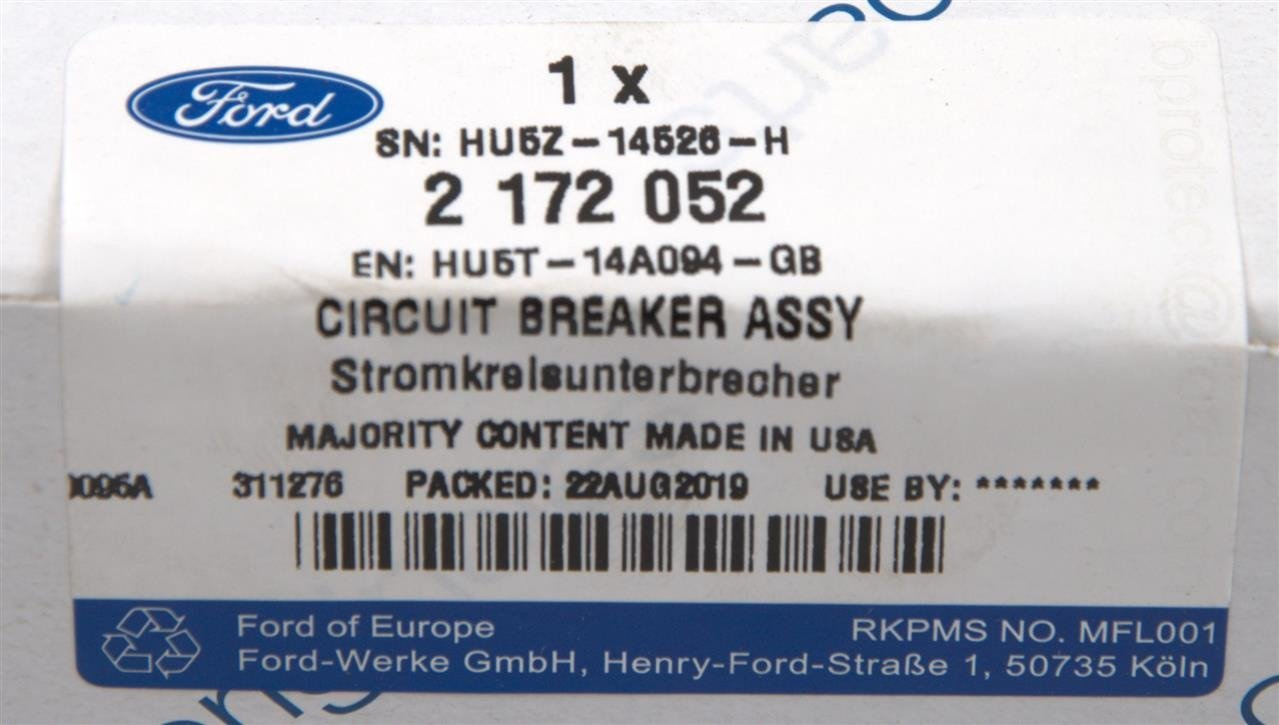 Ford
1 x
SN: HU5Z-14526-H
2 172 052
EN: HU5T-14A094-GB
CIRCUIT BREAKER ASSY
Stromkreisunterbrecher
MAJORITY CONTENT MADE IN USA
311276 PACKED: 22AUG2019 USE BY: *******
Ford of Europe RKPMS NO. MFL001
Ford-Werke GmbH, Henry-Ford-Straße 1, 50735 Köln